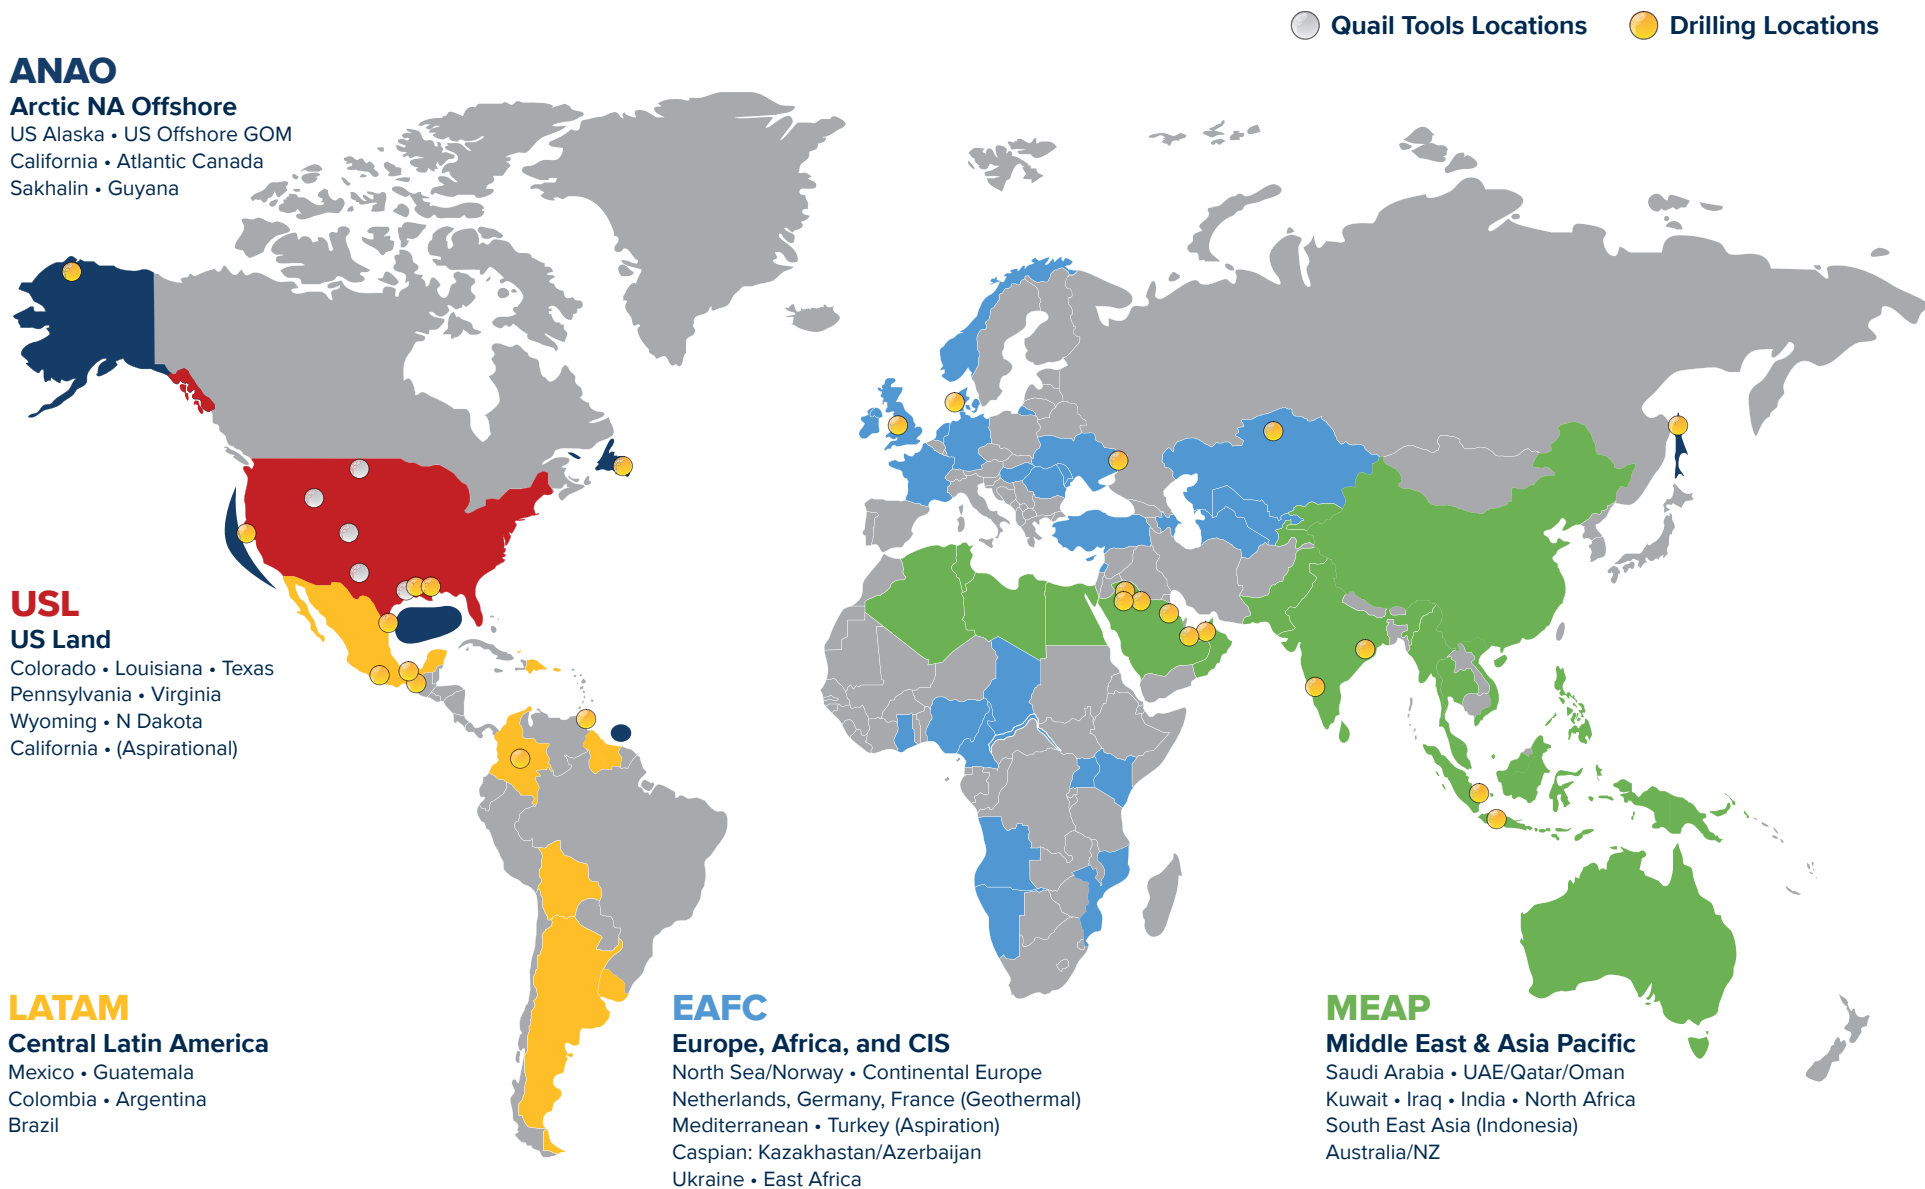 Quail Tools Locations
Drilling Locations
ANAO
Arctic NA Offshore
US Alaska • US Offshore GOM
California • Atlantic Canada
Sakhalin • Guyana
USL
US Land
Colorado • Louisiana • Texas
Pennsylvania • Virginia
Wyoming • N Dakota
California • (Aspirational)
LATAM
Central Latin America
Mexico • Guatemala
Colombia • Argentina
Brazil
EAFC
Europe, Africa, and CIS
North Sea/Norway • Continental Europe
Netherlands, Germany, France (Geothermal)
Mediterranean • Turkey (Aspiration)
Caspian: Kazakhastan/Azerbaijan
Ukraine • East Africa
MEAP
Middle East & Asia Pacific
Saudi Arabia • UAE/Qatar/Oman
Kuwait • Iraq • India • North Africa
South East Asia (Indonesia)
Australia/NZ